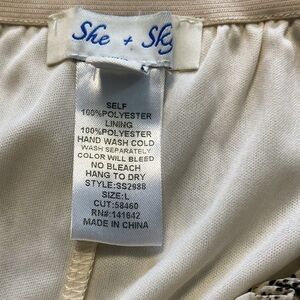 She + Sky
SELF
100%POLYESTER
LINING
100%POLYESTER
HAND WASH COLD
WASH SEPARATELY
COLOR WILL BLEED
NO BLEACH
HANG TO DRY
STYLE:SS2988
SIZE:L
CUT:58460
RN#:141642
MADE IN CHINA